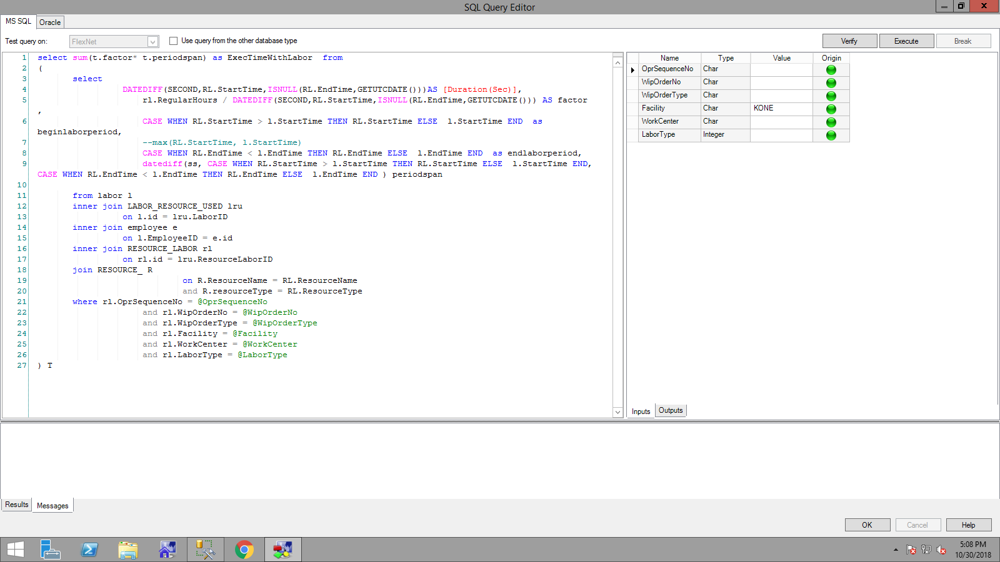 SQL Query Editor
MS SQL
Oracle
Test query on:
FlexNet
Use query from the other database type
Verify
Execute
Break
1 select sum(t.factor* t.periodspan) as ExecTimeWithLabor from
2 (
3 select
4 DATEDIFF(SECOND,RL.StartTime,ISNULL(RL.EndTime,GETUTCDATE()))AS [Duration(Sec)],
5 rl.RegularHours / DATEDIFF(SECOND,RL.StartTime,ISNULL(RL.EndTime,GETUTCDATE())) AS factor
,
6 CASE WHEN RL.StartTime > l.StartTime THEN RL.StartTime ELSE l.StartTime END as
beginlaborperiod,
7 --max(RL.StartTime, l.StartTime)
8 CASE WHEN RL.EndTime < l.EndTime THEN RL.EndTime ELSE l.EndTime END as endlaborperiod,
9 datediff(ss, CASE WHEN RL.StartTime > l.StartTime THEN RL.StartTime ELSE l.StartTime END,
CASE WHEN RL.EndTime < l.EndTime THEN RL.EndTime ELSE l.EndTime END ) periodspan
10
11 from labor l
12 inner join LABOR_RESOURCE_USED lru
13 on l.id = lru.LaborID
14 inner join employee e
15 on l.EmployeeID = e.id
16 inner join RESOURCE_LABOR rl
17 on rl.id = lru.ResourceLaborID
18 join RESOURCE_ R
19 on R.ResourceName = RL.ResourceName
20 and R.resourceType = RL.ResourceType
21 where rl.OprSequenceNo = @OprSequenceNo
22 and rl.WipOrderNo = @WipOrderNo
23 and rl.WipOrderType = @WipOrderType
24 and rl.Facility = @Facility
25 and rl.WorkCenter = @WorkCenter
26 and rl.LaborType = @LaborType
27 ) T
Name Type Value Origin
OprSequenceNo Char
WipOrderNo Char
WipOrderType Char
Facility Char KONE
WorkCenter Char
LaborType Integer
Inputs
Outputs
Results
Messages
OK
Cancel
Help
5:08 PM
10/30/2018